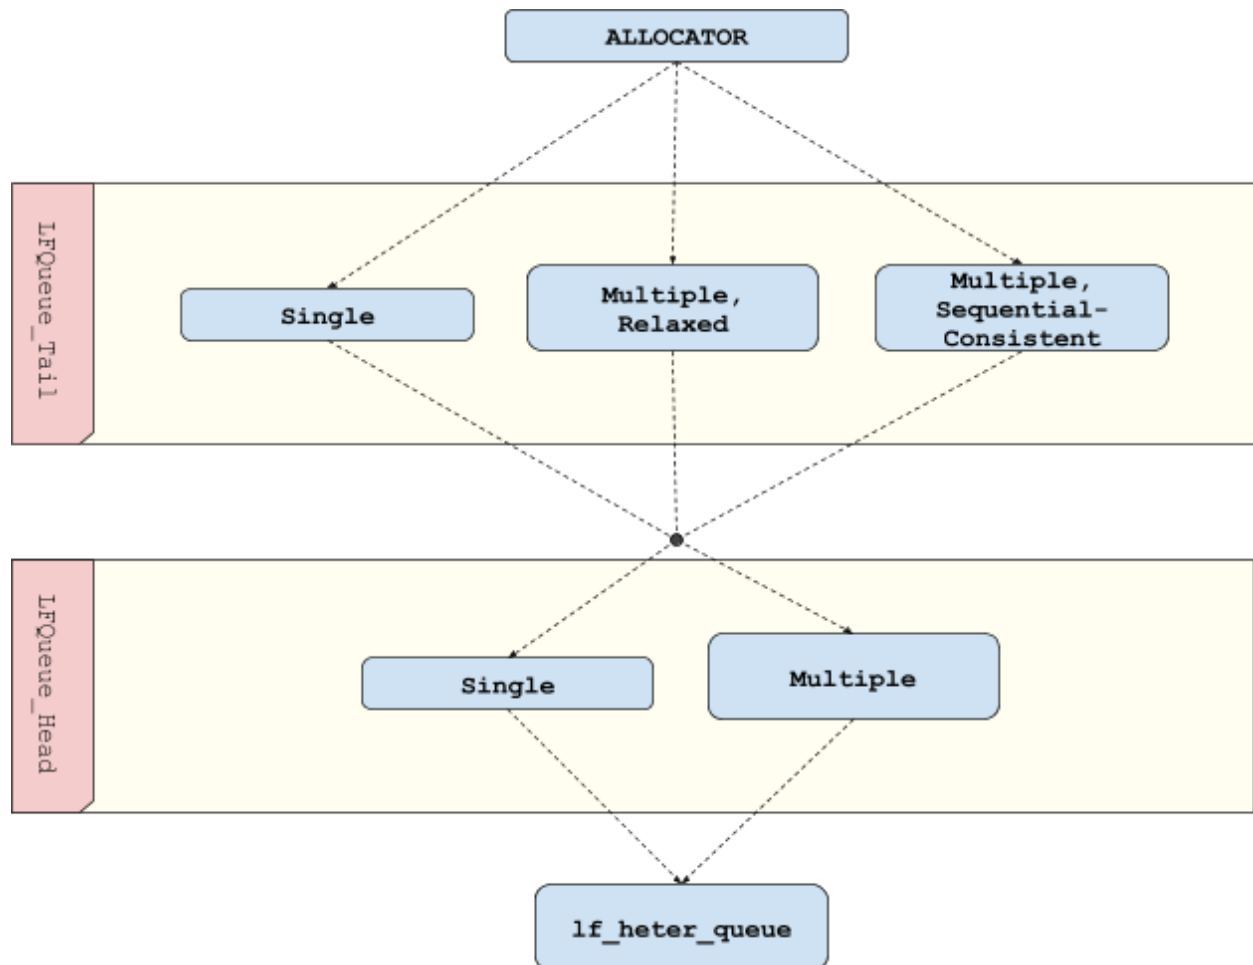 ALLOCATOR
LFQueue_Tail
Single
Multiple,
Relaxed
Multiple,
Sequential-
Consistent
LFQueue_Head
Single
Multiple
lf_heter_queue